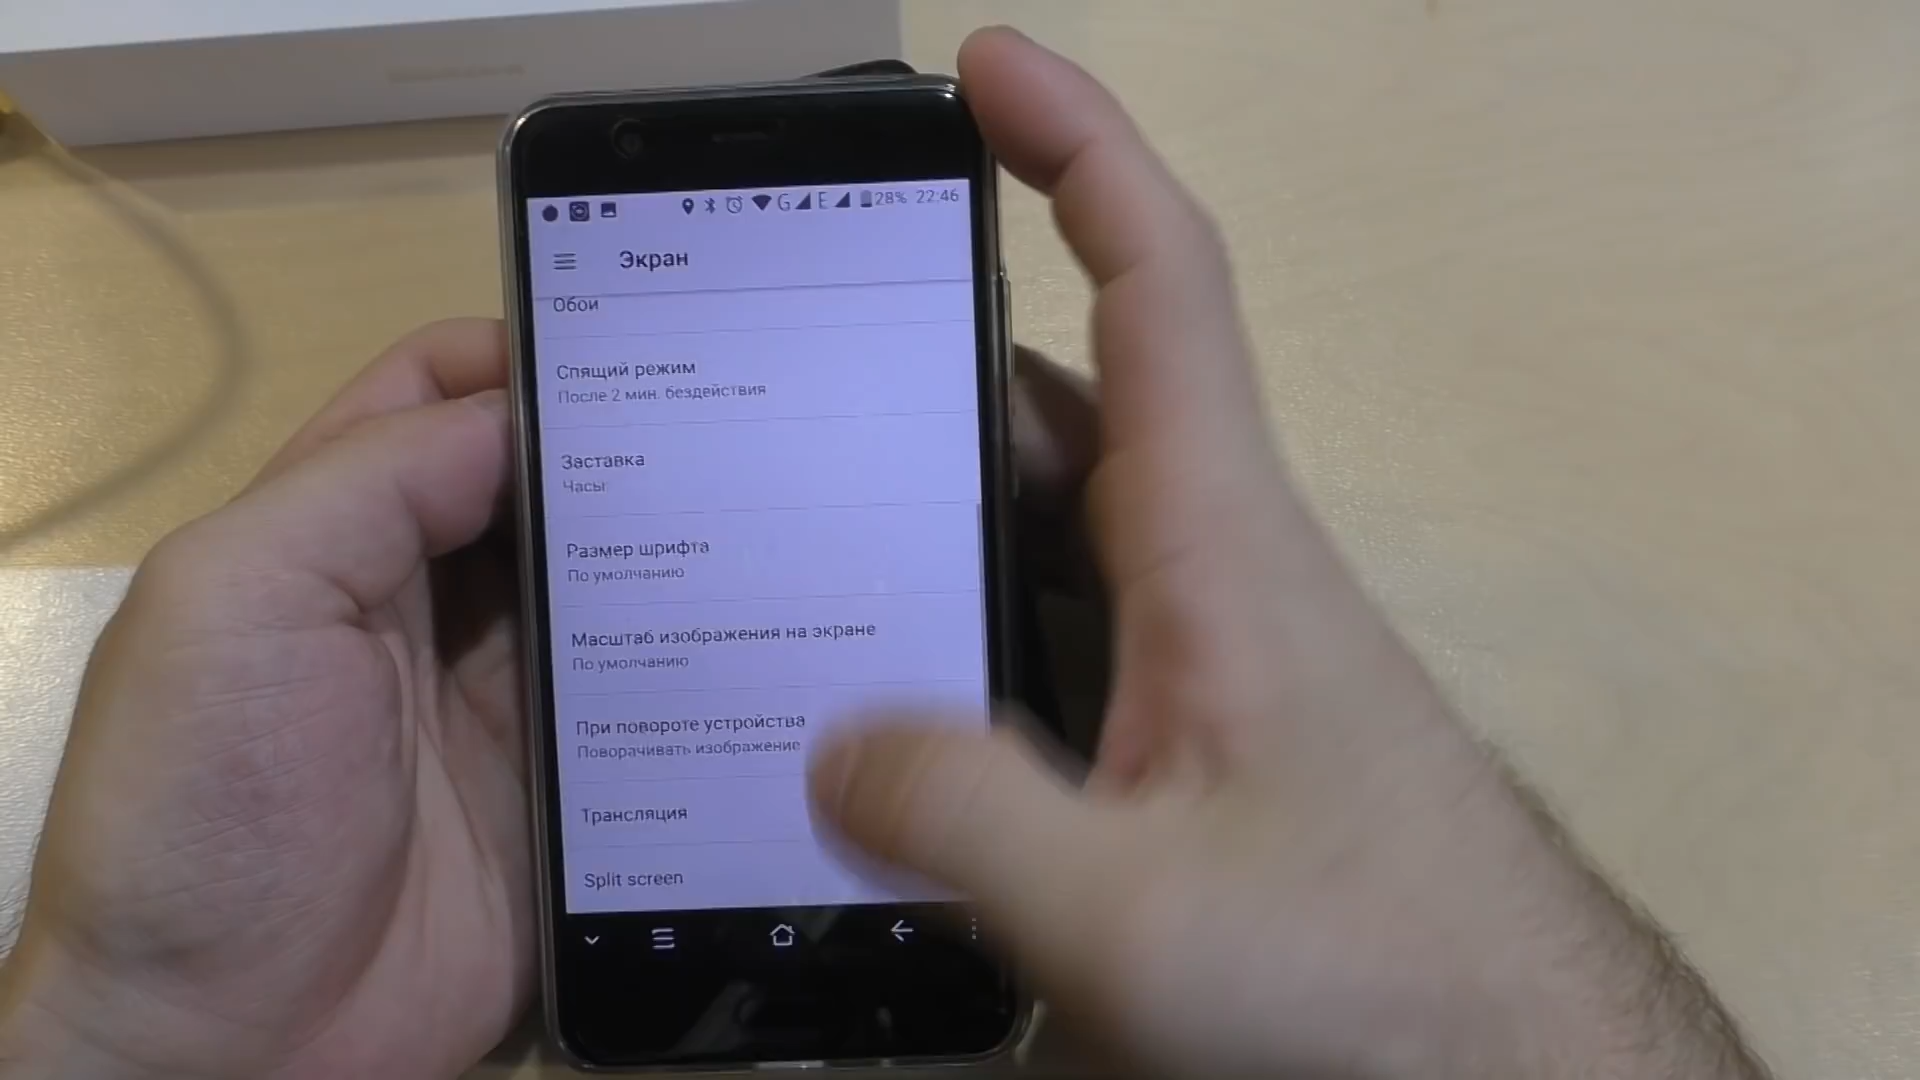 G E 28% 22:46
Экран
Обои
Спящий режим
После 2 мин. бездействия
Заставка
Часы
Размер шрифта
По умолчанию
Масштаб изображения на экране
По умолчанию
При повороте устройства
Поворачивать изображение
Трансляция
Split screen